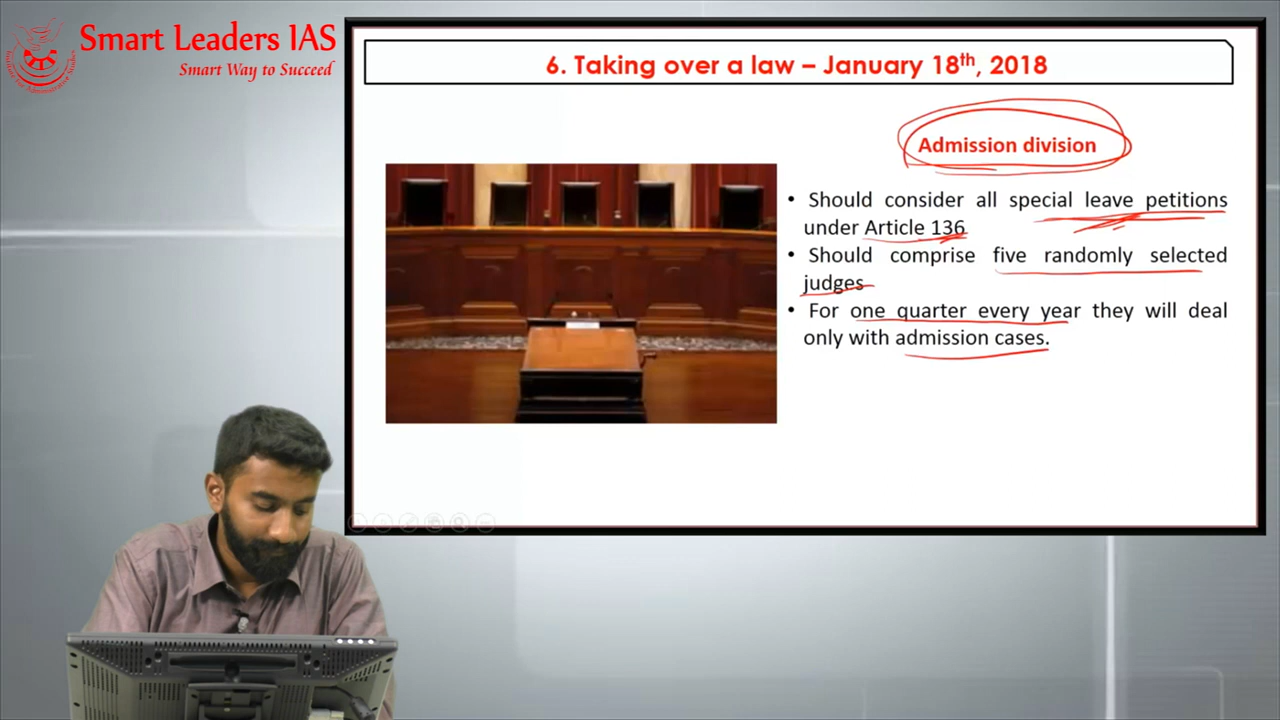 Smart Leaders IAS
Smart Way to Succeed
6. Taking over a law – January 18th, 2018
Admission division
• Should consider all special leave petitions
under Article 136
• Should comprise five randomly selected
judges
• For one quarter every year they will deal
only with admission cases.